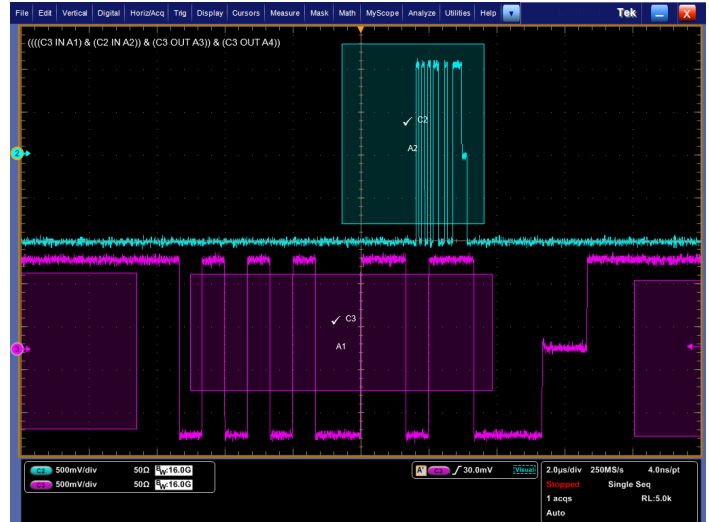 File Edit Vertical Digital Horiz/Acq Trig Display Cursors Measure Mask Math MyScope Analyze Utilities Help Tek X
((((C3 IN A1) & (C2 IN A2)) & (C3 OUT A3)) & (C3 OUT A4))
C2
A2
2
C3
A1
3
C2 500mV/div 50Ω BW:16.0G
C3 500mV/div 50Ω BW:16.0G
A' C3 30.0mV Visual
2.0µs/div 250MS/s 4.0ns/pt
Stopped Single Seq
1 acqs RL:5.0k
Auto